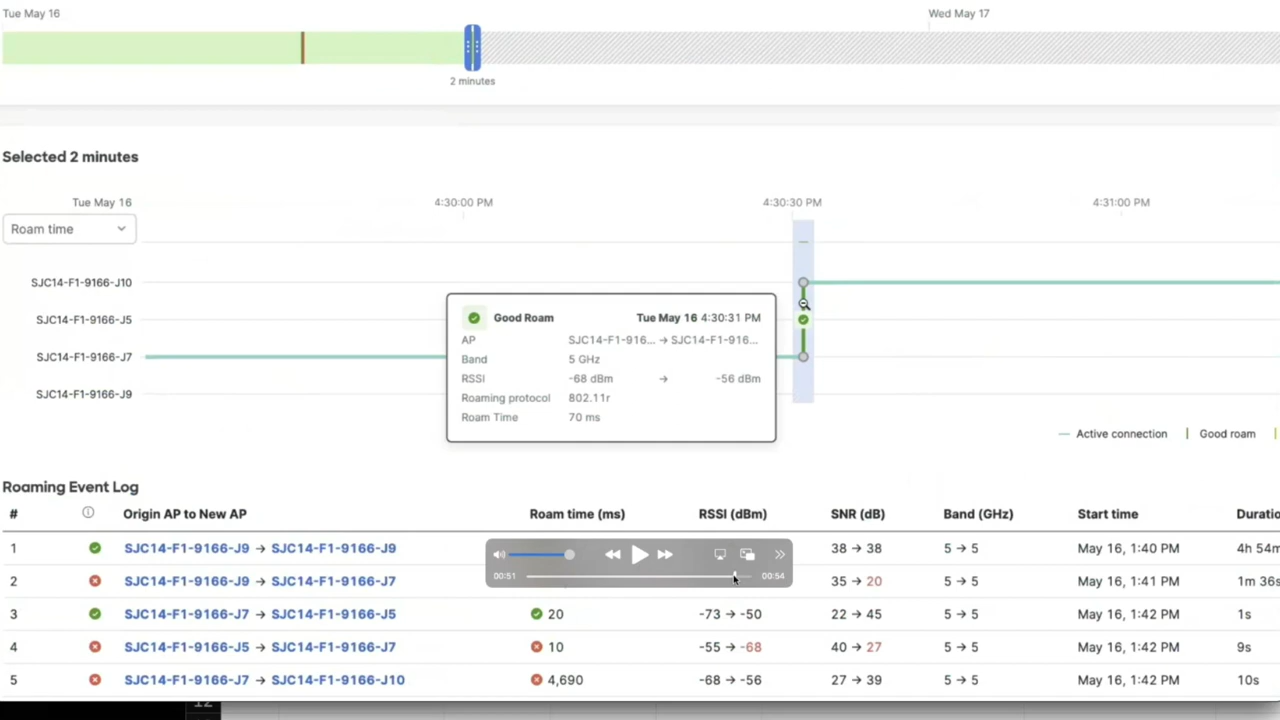 Tue May 16 Wed May 17
2 minutes
Selected 2 minutes
Tue May 16 4:30:00 PM 4:30:30 PM 4:31:00 PM
Roam time
SJC14-F1-9166-J10
SJC14-F1-9166-J5
SJC14-F1-9166-J7
SJC14-F1-9166-J9
Good Roam Tue May 16 4:30:31 PM
AP SJC14-F1-916... → SJC14-F1-916...
Band 5 GHz
RSSI -68 dBm → -56 dBm
Roaming protocol 802.11r
Roam Time 70 ms
Active connection Good roam
Roaming Event Log
# Origin AP to New AP Roam time (ms) RSSI (dBm) SNR (dB) Band (GHz) Start time Duratio
1 SJC14-F1-9166-J9 → SJC14-F1-9166-J9 38 → 38 5 → 5 May 16, 1:40 PM 4h 54m
2 SJC14-F1-9166-J9 → SJC14-F1-9166-J7 35 → 20 5 → 5 May 16, 1:41 PM 1m 36s
3 SJC14-F1-9166-J7 → SJC14-F1-9166-J5 20 -73 → -50 22 → 45 5 → 5 May 16, 1:42 PM 1s
4 SJC14-F1-9166-J5 → SJC14-F1-9166-J7 10 -55 → -68 40 → 27 5 → 5 May 16, 1:42 PM 9s
5 SJC14-F1-9166-J7 → SJC14-F1-9166-J10 4,690 -68 → -56 27 → 39 5 → 5 May 16, 1:42 PM 10s
00:51 00:54
12